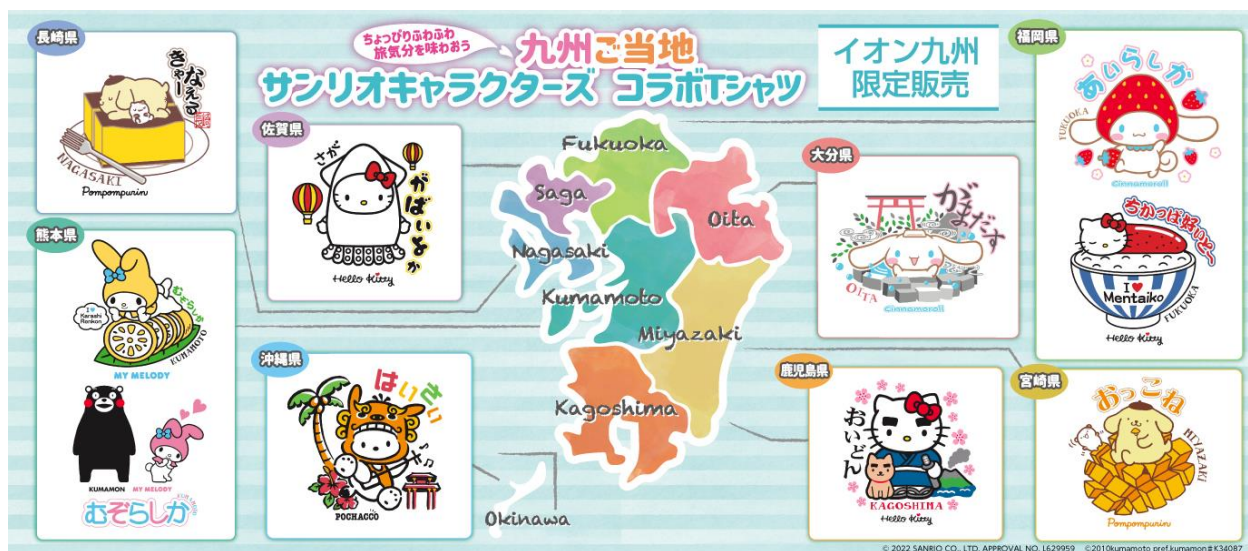 ちょっぴりふわふわ
旅気分を味わおう
九州ご当地
サンリオキャラクターズ コラボTシャツ
イオン九州
限定販売
長崎県
なえろ
きゃー
NAGASAKI
Pompompurin
佐賀県
さが
がばいよか
Hello Kitty
熊本県
むぞらしか
I ♥
Karashi
Renkon
KUMAMOTO
MY MELODY
KUMAMON
MY MELODY
むぞらしか
沖縄県
はいさい
POCHACCO
Fukuoka
Saga
Oita
Nagasaki
Kumamoto
Miyazaki
Kagoshima
Okinawa
大分県
がまだす
OITA
Cinnamoroll
福岡県
あいらしか
FUKUOKA
Cinnamoroll
ちかっぱ好いとー
I ♥
Mentaiko
FUKUOKA
Hello Kitty
鹿児島県
おいどん
KAGOSHIMA
Hello Kitty
宮崎県
おっこね
MIYAZAKI
Pompompurin
© 2022 SANRIO CO., LTD. APPROVAL NO. L629959 ©2010kumamoto pref.kumamon#K34087